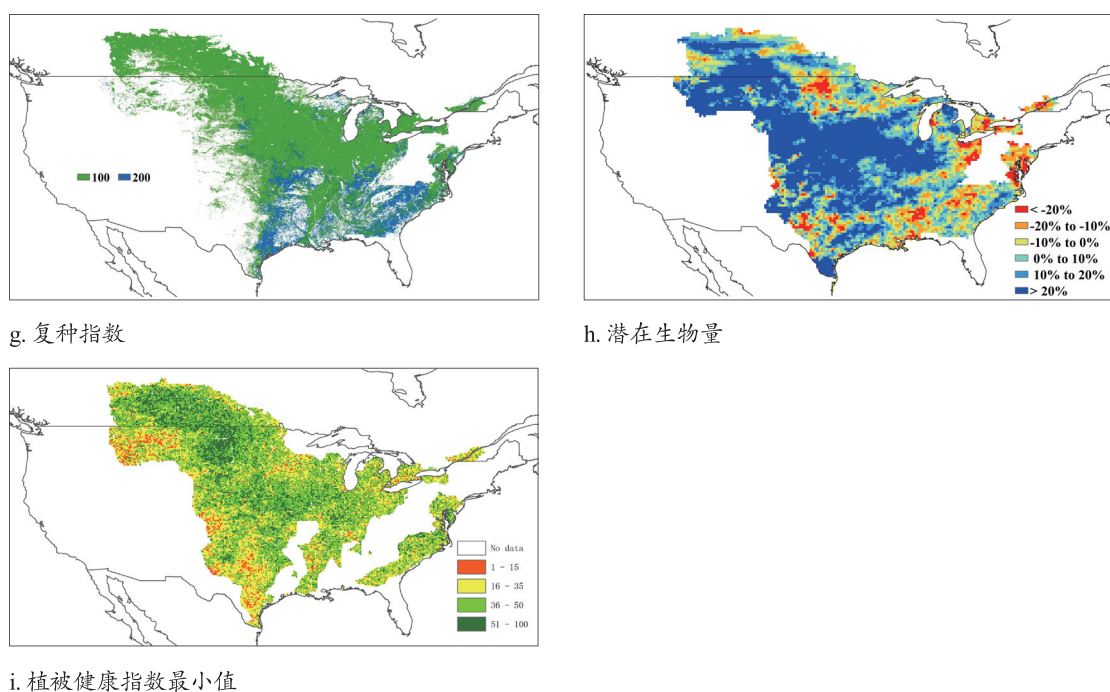 100 200
< -20%
-20% to -10%
-10% to 0%
0% to 10%
10% to 20%
> 20%
g. 复种指数
h. 潜在生物量
No data
1 - 15
16 - 35
36 - 50
51 - 100
i. 植被健康指数最小值